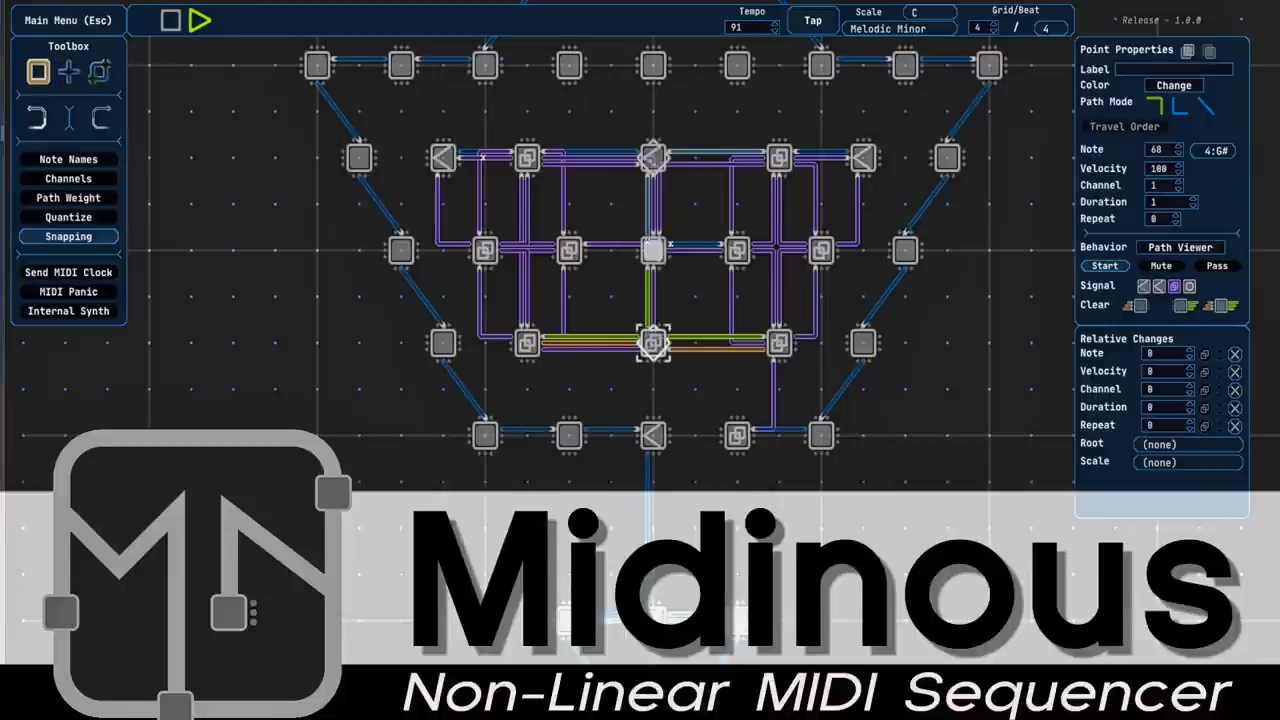 Main Menu (Esc)
Tempo
91
Tap
Scale
C
Melodic Minor
Grid/Beat
4 / 4
* Release - 1.0.0 *
Toolbox
Note Names
Channels
Path Weight
Quantize
Snapping
Send MIDI Clock
MIDI Panic
Internal Synth
Point Properties
Label
Color Change
Path Mode
Travel Order
Note 68 4:G#
Velocity 100
Channel 1
Duration 1
Repeat 0
Behavior Path Viewer
Start Mute Pass
Signal
Clear
Relative Changes
Note 0
Velocity 0
Channel 0
Duration 0
Repeat 0
Root (none)
Scale (none)
MN
Midinous
Non-Linear MIDI Sequencer